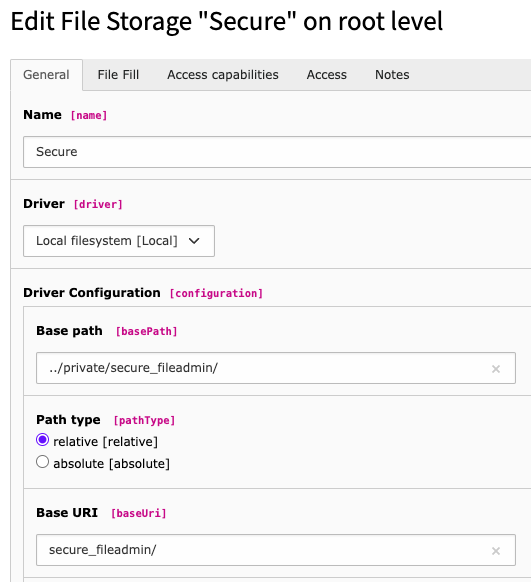 Edit File Storage "Secure" on root level
General File Fill Access capabilities Access Notes
Name [name]
Secure
Driver [driver]
Local filesystem [Local]
Driver Configuration [configuration]
Base path [basePath]
../private/secure_fileadmin/
Path type [pathType]
relative [relative]
absolute [absolute]
Base URI [baseUri]
secure_fileadmin/